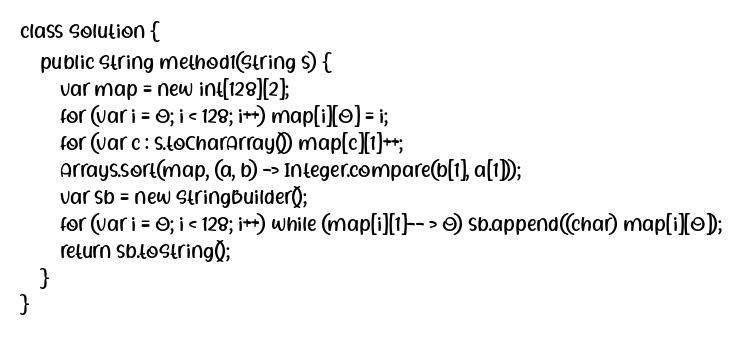 class Solution {
    public String method1(String s) {
        var map = new int[128][2];
        for (var i = 0; i < 128; i++) map[i][0] = i;
        for (var c : s.toCharArray()) map[c][1]++;
        Arrays.sort(map, (a, b) -> Integer.compare(b[1], a[1]));
        var sb = new StringBuilder();
        for (var i = 0; i < 128; i++) while (map[i][1]-- > 0) sb.append((char) map[i][0]);
        return sb.toString();
    }
}